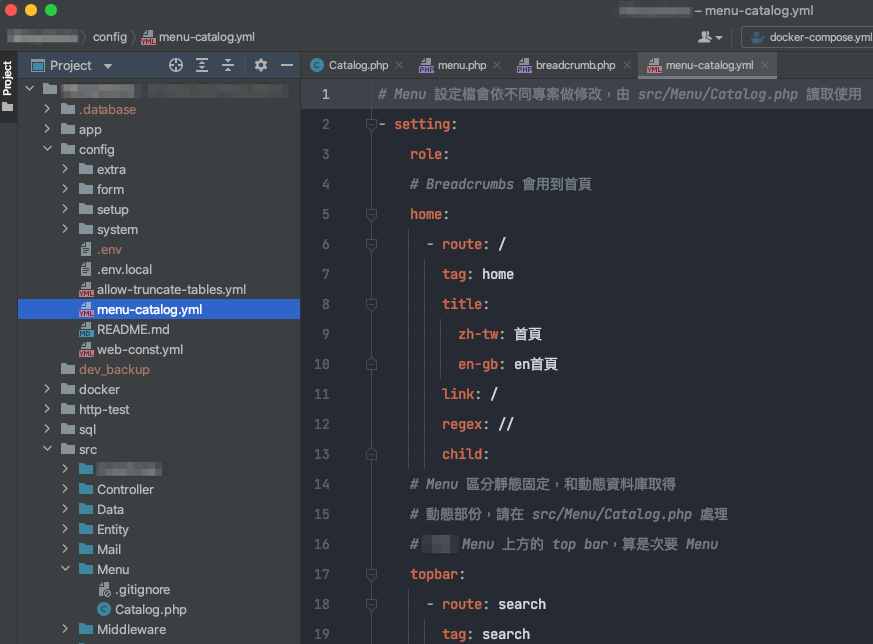 – menu-catalog.yml
config
menu-catalog.yml
docker-compose.yml
Project
Project
Catalog.php
menu.php
breadcrumb.php
menu-catalog.yml
.database
app
config
extra
form
setup
system
.env
.env.local
allow-truncate-tables.yml
menu-catalog.yml
README.md
web-const.yml
dev_backup
docker
http-test
sql
src
Controller
Data
Entity
Mail
Menu
.gitignore
Catalog.php
Middleware
1 # Menu 設定檔會依不同專案做修改，由 src/Menu/Catalog.php 讀取使用
2 - setting:
3 role:
4 # Breadcrumbs 會用到首頁
5 home:
6 - route: /
7 tag: home
8 title:
9 zh-tw: 首頁
10 en-gb: en首頁
11 link: /
12 regex: //
13 child:
14 # Menu 區分靜態固定，和動態資料庫取得
15 # 動態部份，請在 src/Menu/Catalog.php 處理
16 # Menu 上方的 top bar，算是次要 Menu
17 topbar:
18 - route: search
19 tag: search